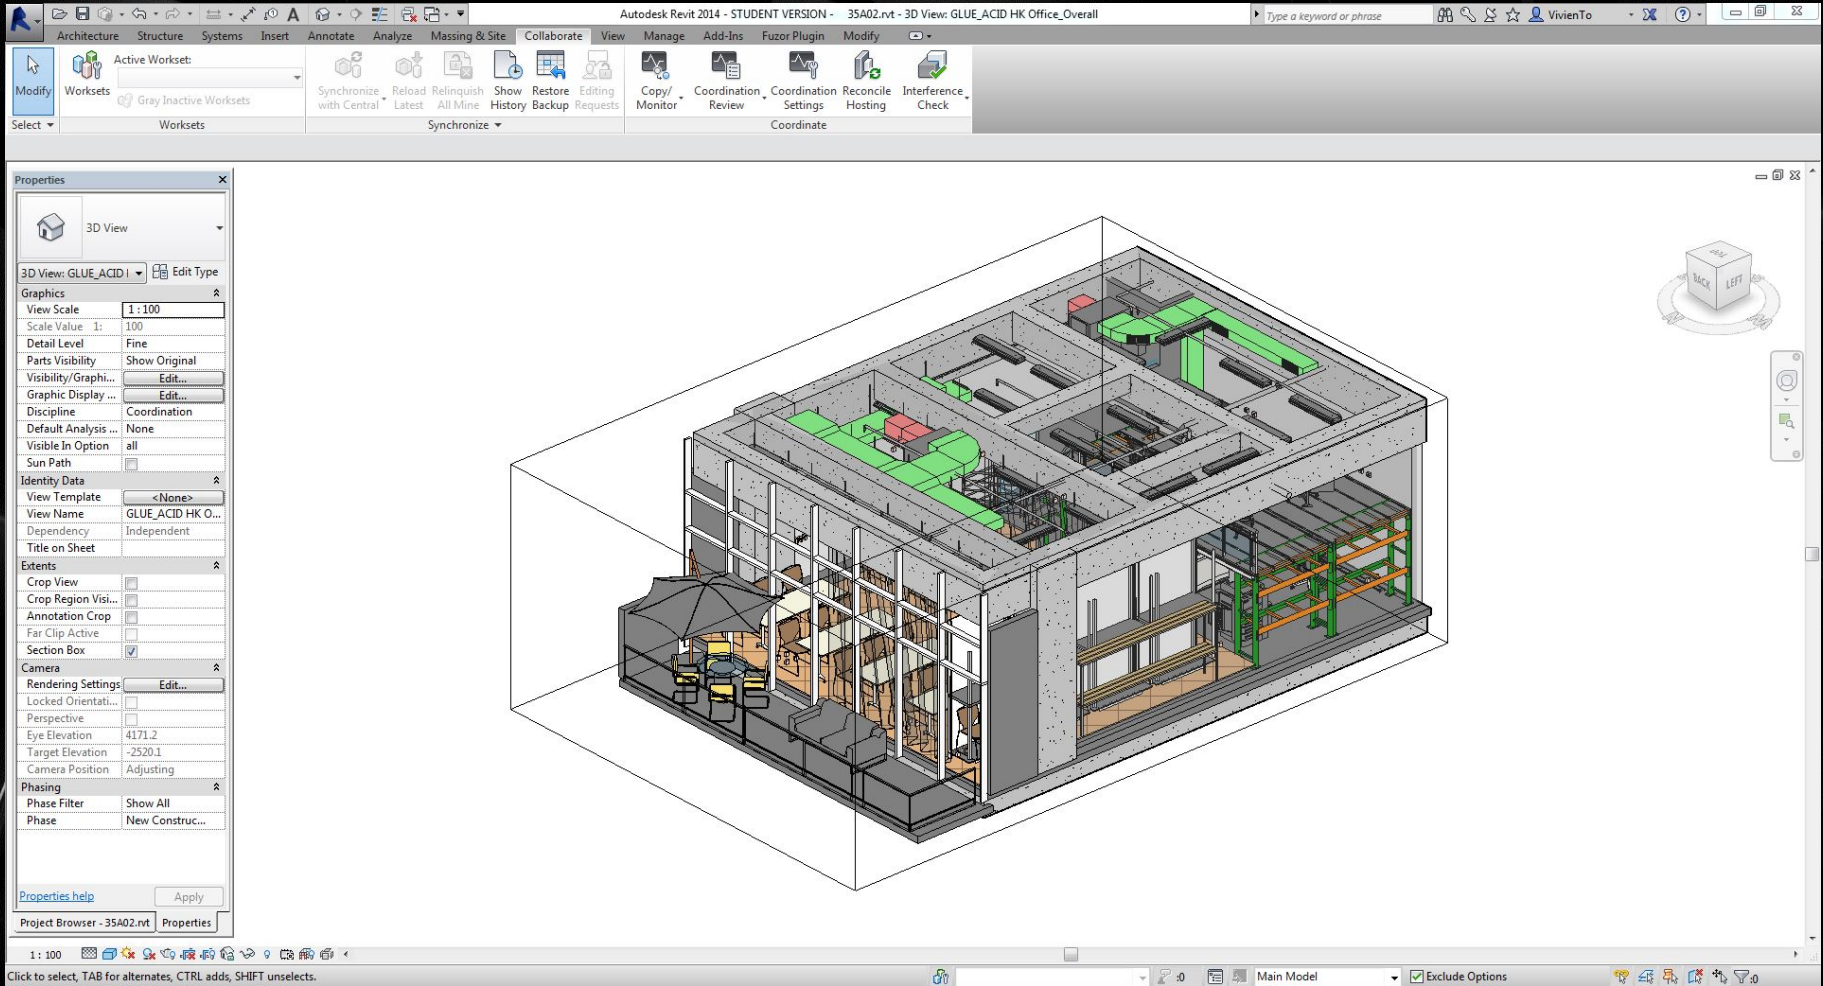 Autodesk Revit 2014 - STUDENT VERSION - 35A02.rvt - 3D View: GLUE_ACID HK Office_Overall
Type a keyword or phrase
VivienTo
Architecture Structure Systems Insert Annotate Analyze Massing & Site Collaborate View Manage Add-Ins Fuzor Plugin Modify
Modify
Worksets
Active Workset:
Gray Inactive Worksets
Synchronize with Central
Reload Latest
Relinquish All Mine
Show History
Restore Backup
Editing Requests
Copy/ Monitor
Coordination Review
Coordination Settings
Reconcile Hosting
Interference Check
Select
Worksets
Synchronize
Coordinate
Properties
3D View
3D View: GLUE_ACID Edit Type
Graphics
View Scale 1 : 100
Scale Value 1: 100
Detail Level Fine
Parts Visibility Show Original
Visibility/Graphi... Edit...
Graphic Display ... Edit...
Discipline Coordination
Default Analysis ... None
Visible In Option all
Sun Path
Identity Data
View Template <None>
View Name GLUE_ACID HK O...
Dependency Independent
Title on Sheet
Extents
Crop View
Crop Region Visi...
Annotation Crop
Far Clip Active
Section Box
Camera
Rendering Settings Edit...
Locked Orientati...
Perspective
Eye Elevation 4171.2
Target Elevation -2520.1
Camera Position Adjusting
Phasing
Phase Filter Show All
Phase New Construc...
Properties help Apply
Project Browser - 35A02.rvt Properties
TOP
BACK LEFT
N
1 : 100
Click to select, TAB for alternates, CTRL adds, SHIFT unselects.
:0 Main Model Exclude Options :0